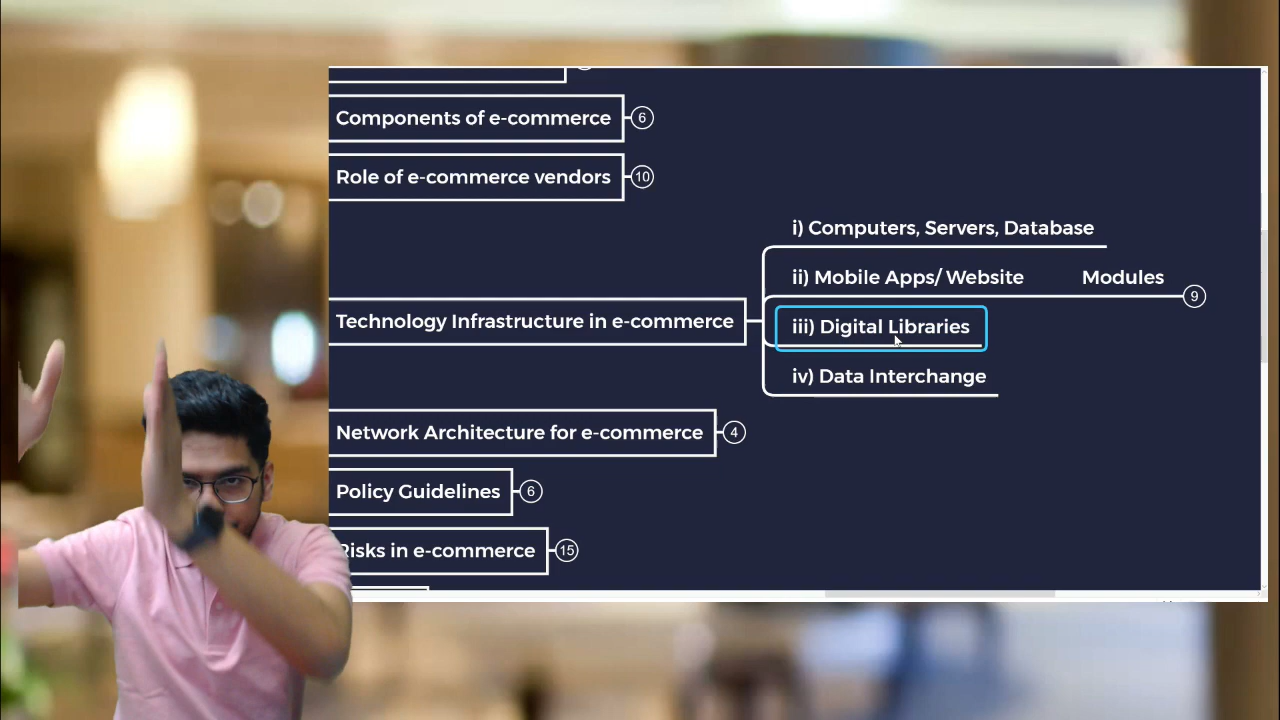 Components of e-commerce 6
Role of e-commerce vendors 10
Technology Infrastructure in e-commerce
i) Computers, Servers, Database
ii) Mobile Apps/ Website Modules 9
iii) Digital Libraries
iv) Data Interchange
Network Architecture for e-commerce 4
Policy Guidelines 6
Risks in e-commerce 15